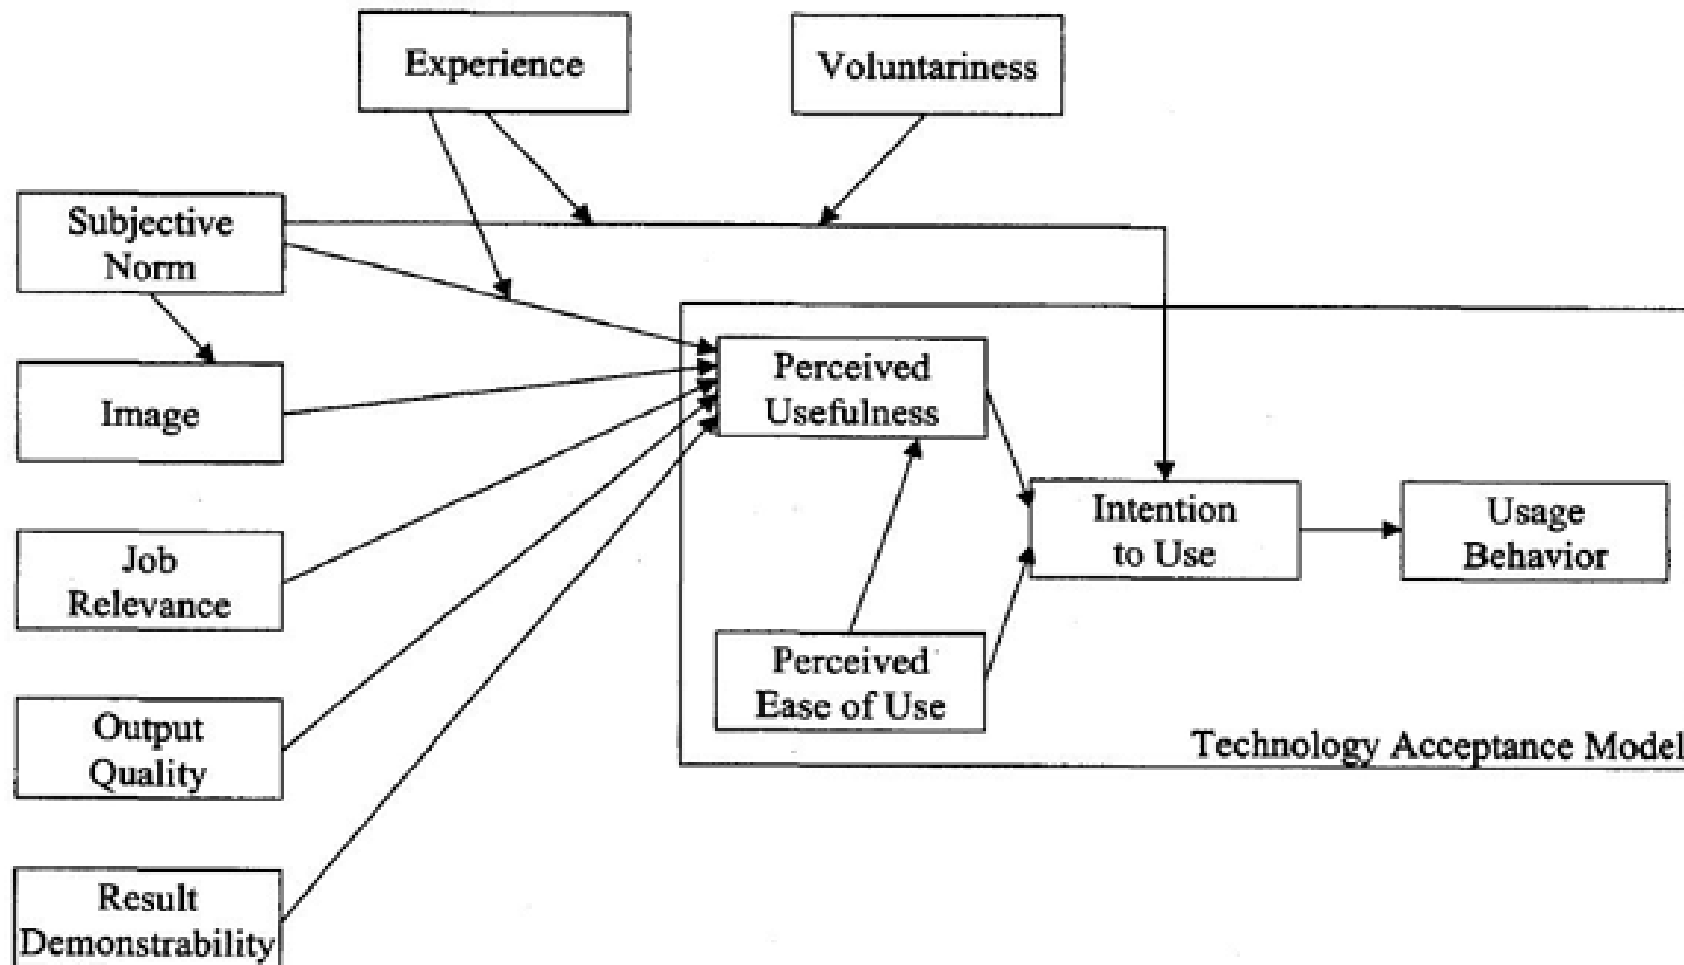 Experience
Voluntariness
Subjective
Norm
Image
Perceived
Usefulness
Intention
to Use
Usage
Behavior
Job
Relevance
Perceived
Ease of Use
Output
Quality
Technology Acceptance Model
Result
Demonstrability